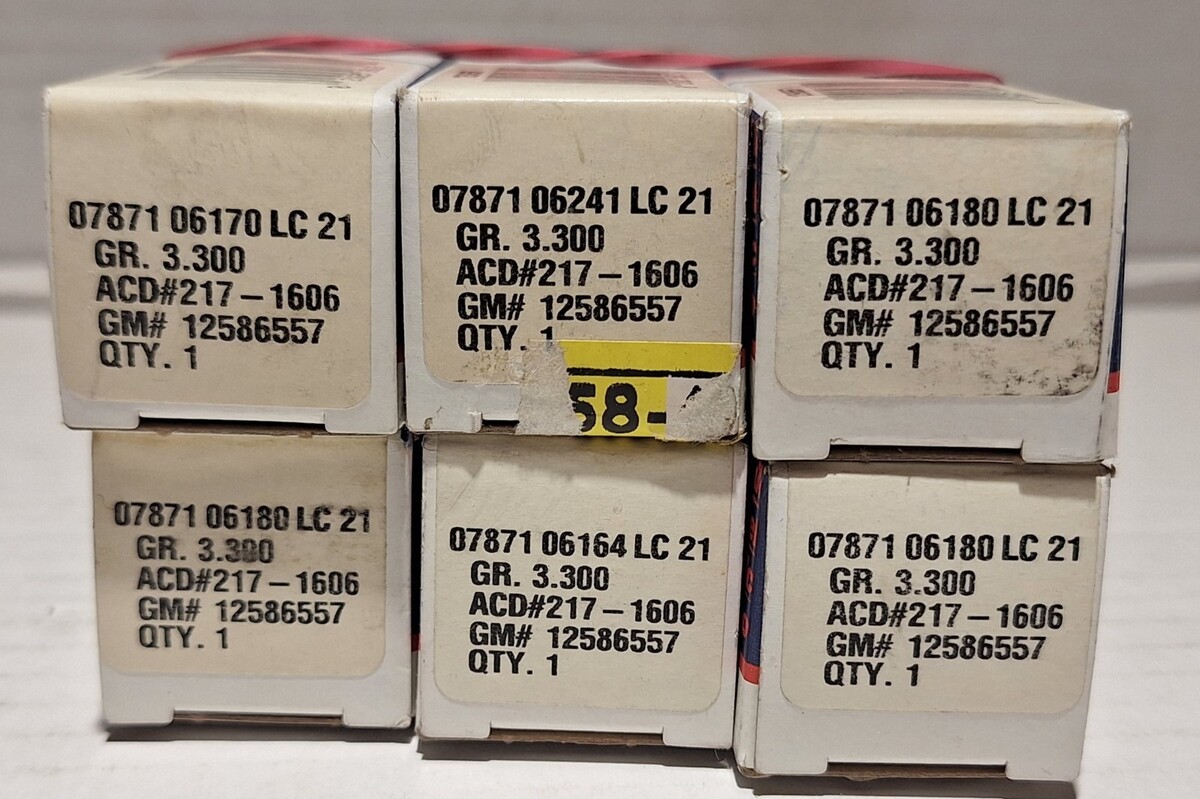 07871 06170 LC 21
GR. 3.300
ACD#217-1606
GM# 12586557
QTY. 1
07871 06241 LC 21
GR. 3.300
ACD#217-1606
GM# 12586557
QTY. 1
58-
07871 06180 LC 21
GR. 3.300
ACD#217-1606
GM# 12586557
QTY. 1
07871 06180 LC 21
GR. 3.300
ACD#217-1606
GM# 12586557
QTY. 1
07871 06164 LC 21
GR. 3.300
ACD#217-1606
GM# 12586557
QTY. 1
07871 06180 LC 21
GR. 3.300
ACD#217-1606
GM# 12586557
QTY. 1